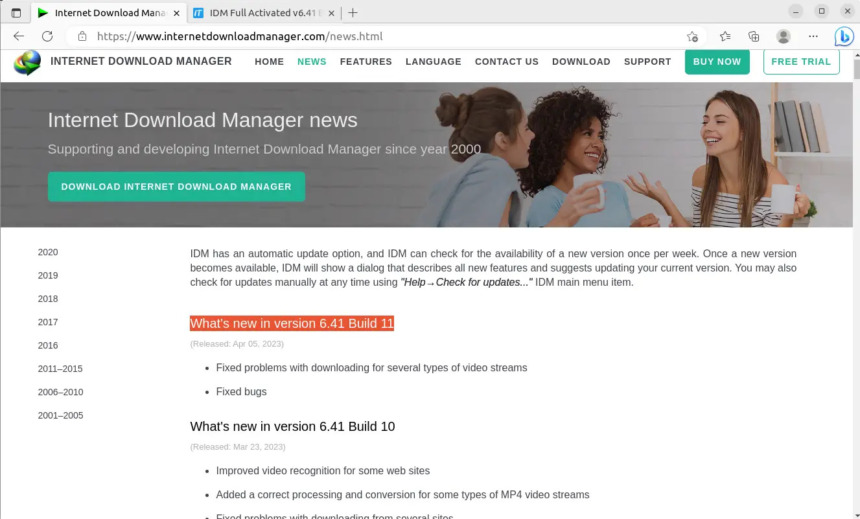 Internet Download Mana
IDM Full Activated v6.41
https://www.internetdownloadmanager.com/news.html
INTERNET DOWNLOAD MANAGER
HOME
NEWS
FEATURES
LANGUAGE
CONTACT US
DOWNLOAD
SUPPORT
BUY NOW
FREE TRIAL
Internet Download Manager news
Supporting and developing Internet Download Manager since year 2000
DOWNLOAD INTERNET DOWNLOAD MANAGER
2020
2019
2018
2017
2016
2011–2015
2006–2010
2001–2005
IDM has an automatic update option, and IDM can check for the availability of a new version once per week. Once a new version
becomes available, IDM will show a dialog that describes all new features and suggests updating your current version. You may also
check for updates manually at any time using "Help→Check for updates..." IDM main menu item.
What's new in version 6.41 Build 11
(Released: Apr 05, 2023)
• Fixed problems with downloading for several types of video streams
• Fixed bugs
What's new in version 6.41 Build 10
(Released: Mar 23, 2023)
• Improved video recognition for some web sites
• Added a correct processing and conversion for some types of MP4 video streams
• Fixed problems with downloading from several sites